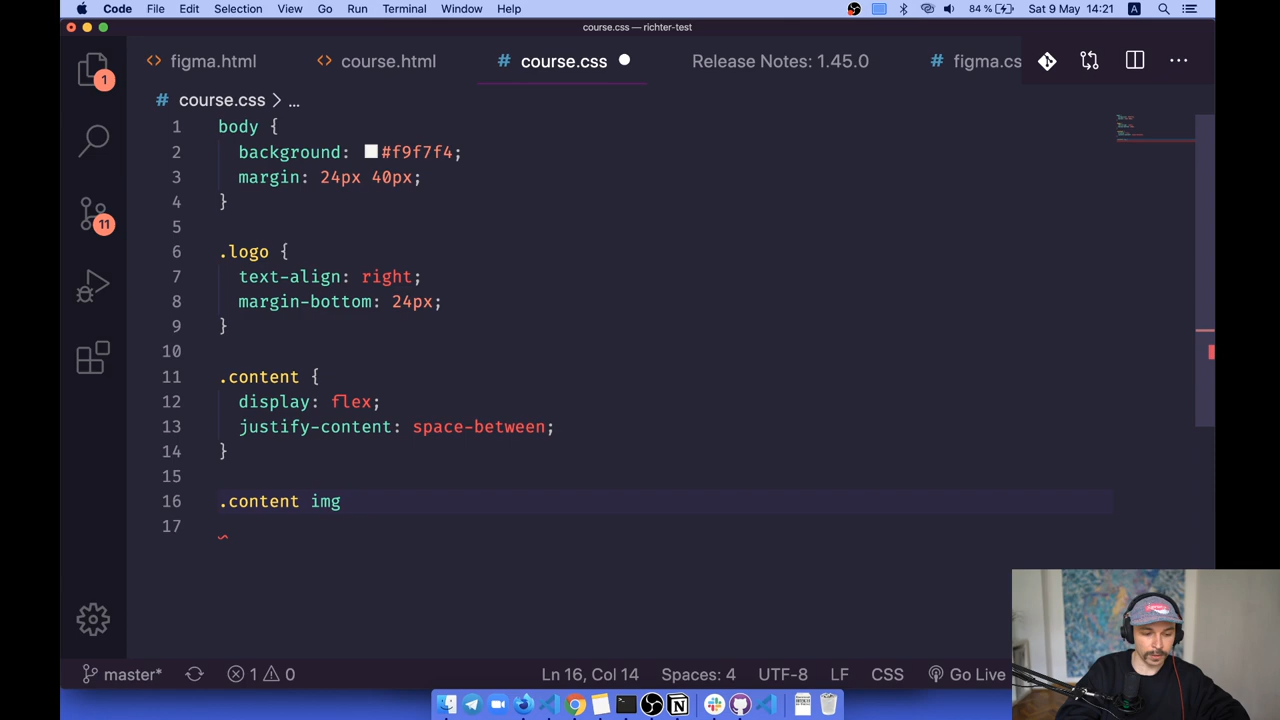 Code File Edit Selection View Go Run Terminal Window Help 84 % Sat 9 May 14:21 A
course.css — richter-test
figma.html course.html # course.css Release Notes: 1.45.0 # figma.cs
# course.css > ...
1 body {
2 background: #f9f7f4;
3 margin: 24px 40px;
4 }
5
6 .logo {
7 text-align: right;
8 margin-bottom: 24px;
9 }
10
11 .content {
12 display: flex;
13 justify-content: space-between;
14 }
15
16 .content img
17
1
11
master* 1 0 Ln 16, Col 14 Spaces: 4 UTF-8 LF CSS Go Live